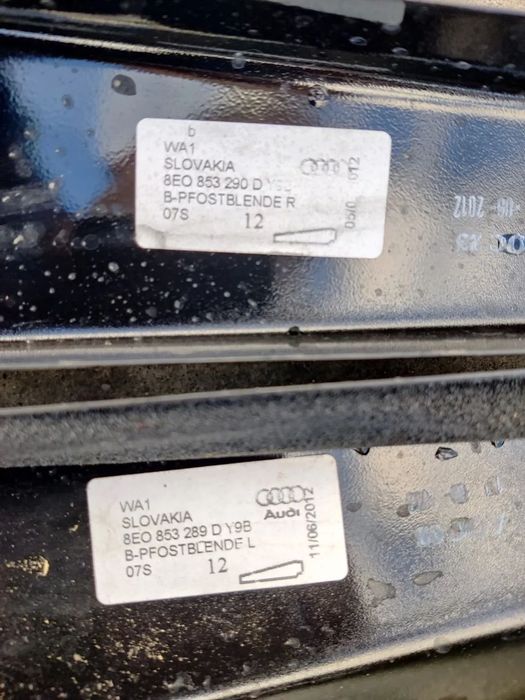 b
WA1
SLOVAKIA
8E0 853 290 D
B-PFOSTBLENDE R
07S 12
2012
WA1
SLOVAKIA
8E0 853 289 D Y9B
B-PFOSTBLENDE L
07S 12
Audi
11/06/2012